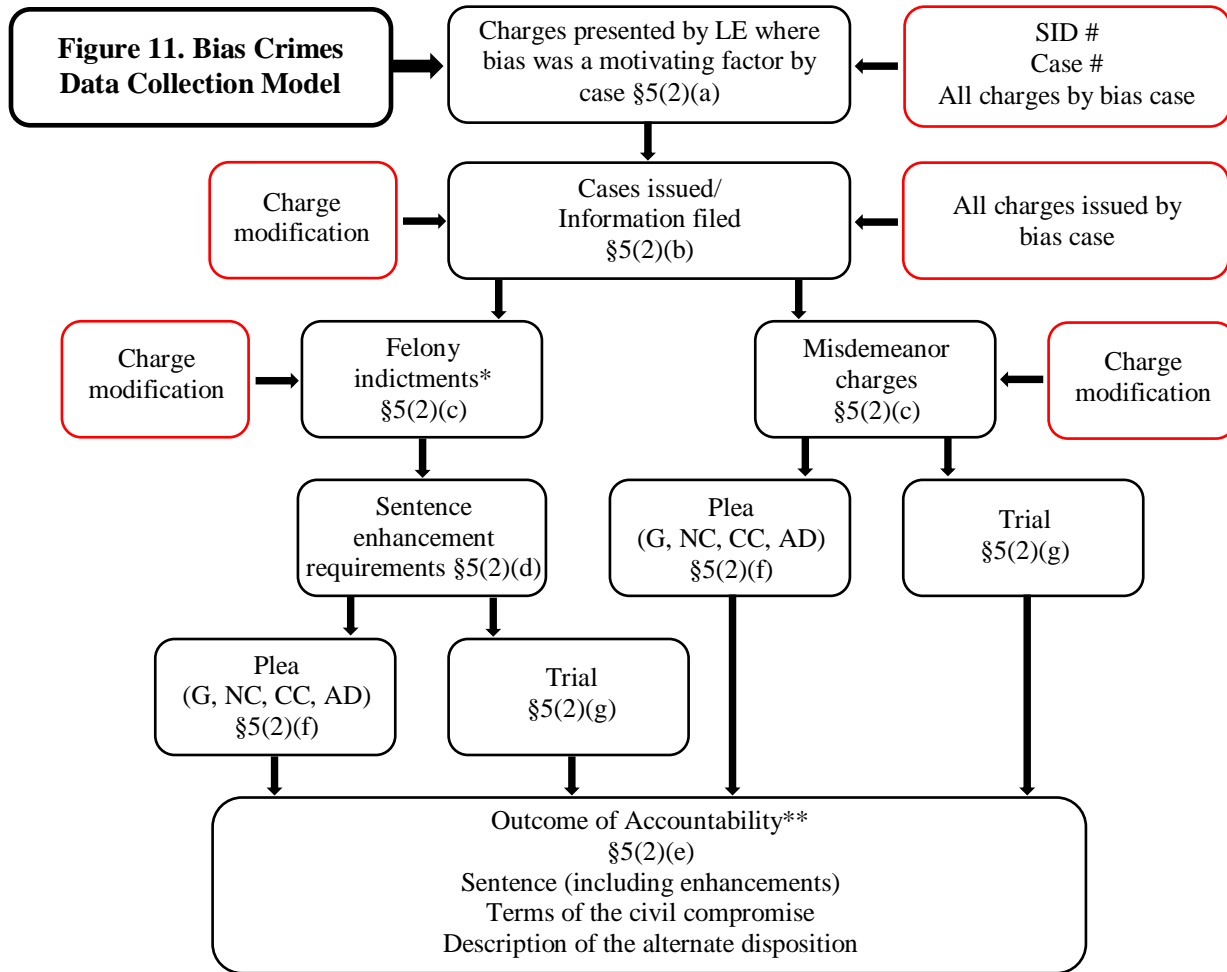 Figure 11. Bias Crimes
Data Collection Model
Charges presented by LE where
bias was a motivating factor by
case §5(2)(a)
SID #
Case #
All charges by bias case
Charge
modification
Cases issued/
Information filed
§5(2)(b)
All charges issued by
bias case
Charge
modification
Felony
indictments*
§5(2)(c)
Misdemeanor
charges
§5(2)(c)
Charge
modification
Sentence
enhancement
requirements §5(2)(d)
Plea
(G, NC, CC, AD)
§5(2)(f)
Trial
§5(2)(g)
Plea
(G, NC, CC, AD)
§5(2)(f)
Trial
§5(2)(g)
Outcome of Accountability**
§5(2)(e)
Sentence (including enhancements)
Terms of the civil compromise
Description of the alternate disposition